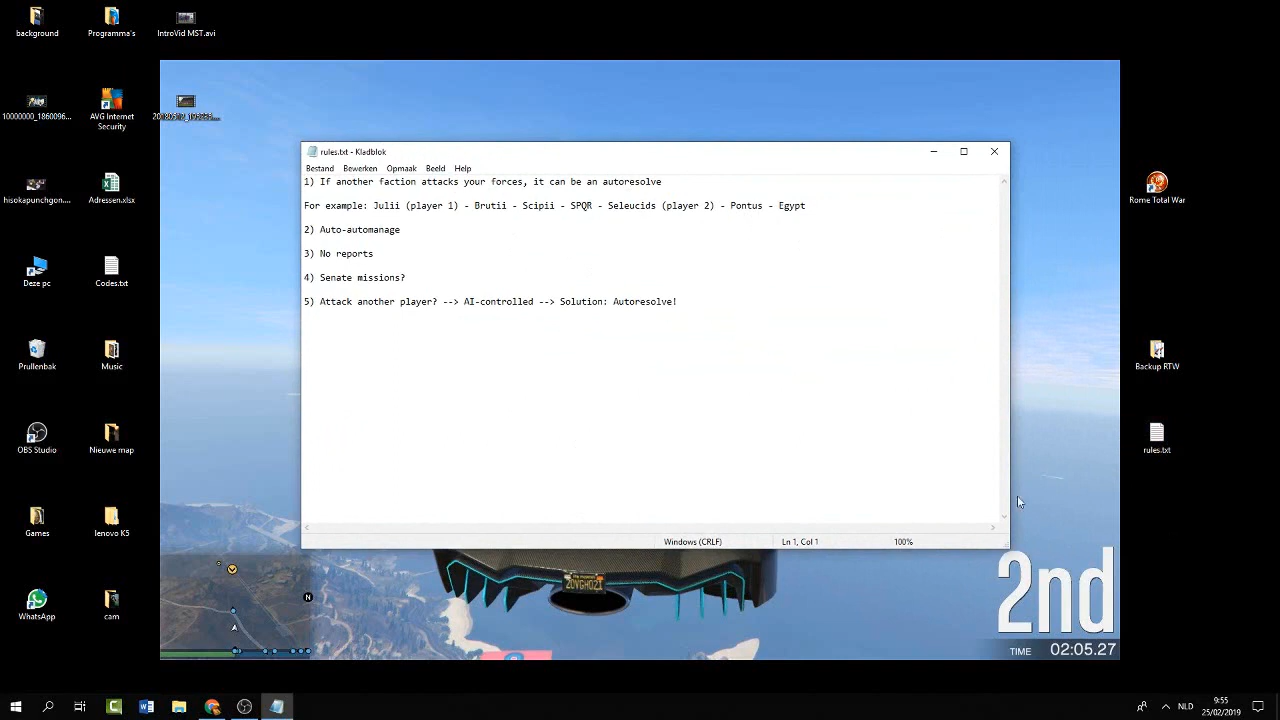 background
Programma's
IntroVid MST.avi
10000000_1860096...
AVG Internet
Security
hisokapunchgon....
Adressen.xlsx
Rome Total War
Deze pc
Codes.txt
Prullenbak
Music
Backup RTW
OBS Studio
Nieuwe map
rules.txt
Games
lenovo K5
WhatsApp
cam
rules.txt - Kladblok
Bestand Bewerken Opmaak Beeld Help
1) If another faction attacks your forces, it can be an autoresolve
For example: Julii (player 1) - Brutii - Scipii - SPQR - Seleucids (player 2) - Pontus - Egypt
2) Auto-automanage
3) No reports
4) Senate missions?
5) Attack another player? --> AI-controlled --> Solution: Autoresolve!
Windows (CRLF) Ln 1, Col 1 100%
N
2nd
TIME 02:05.27
NLD
9:55
25/02/2019